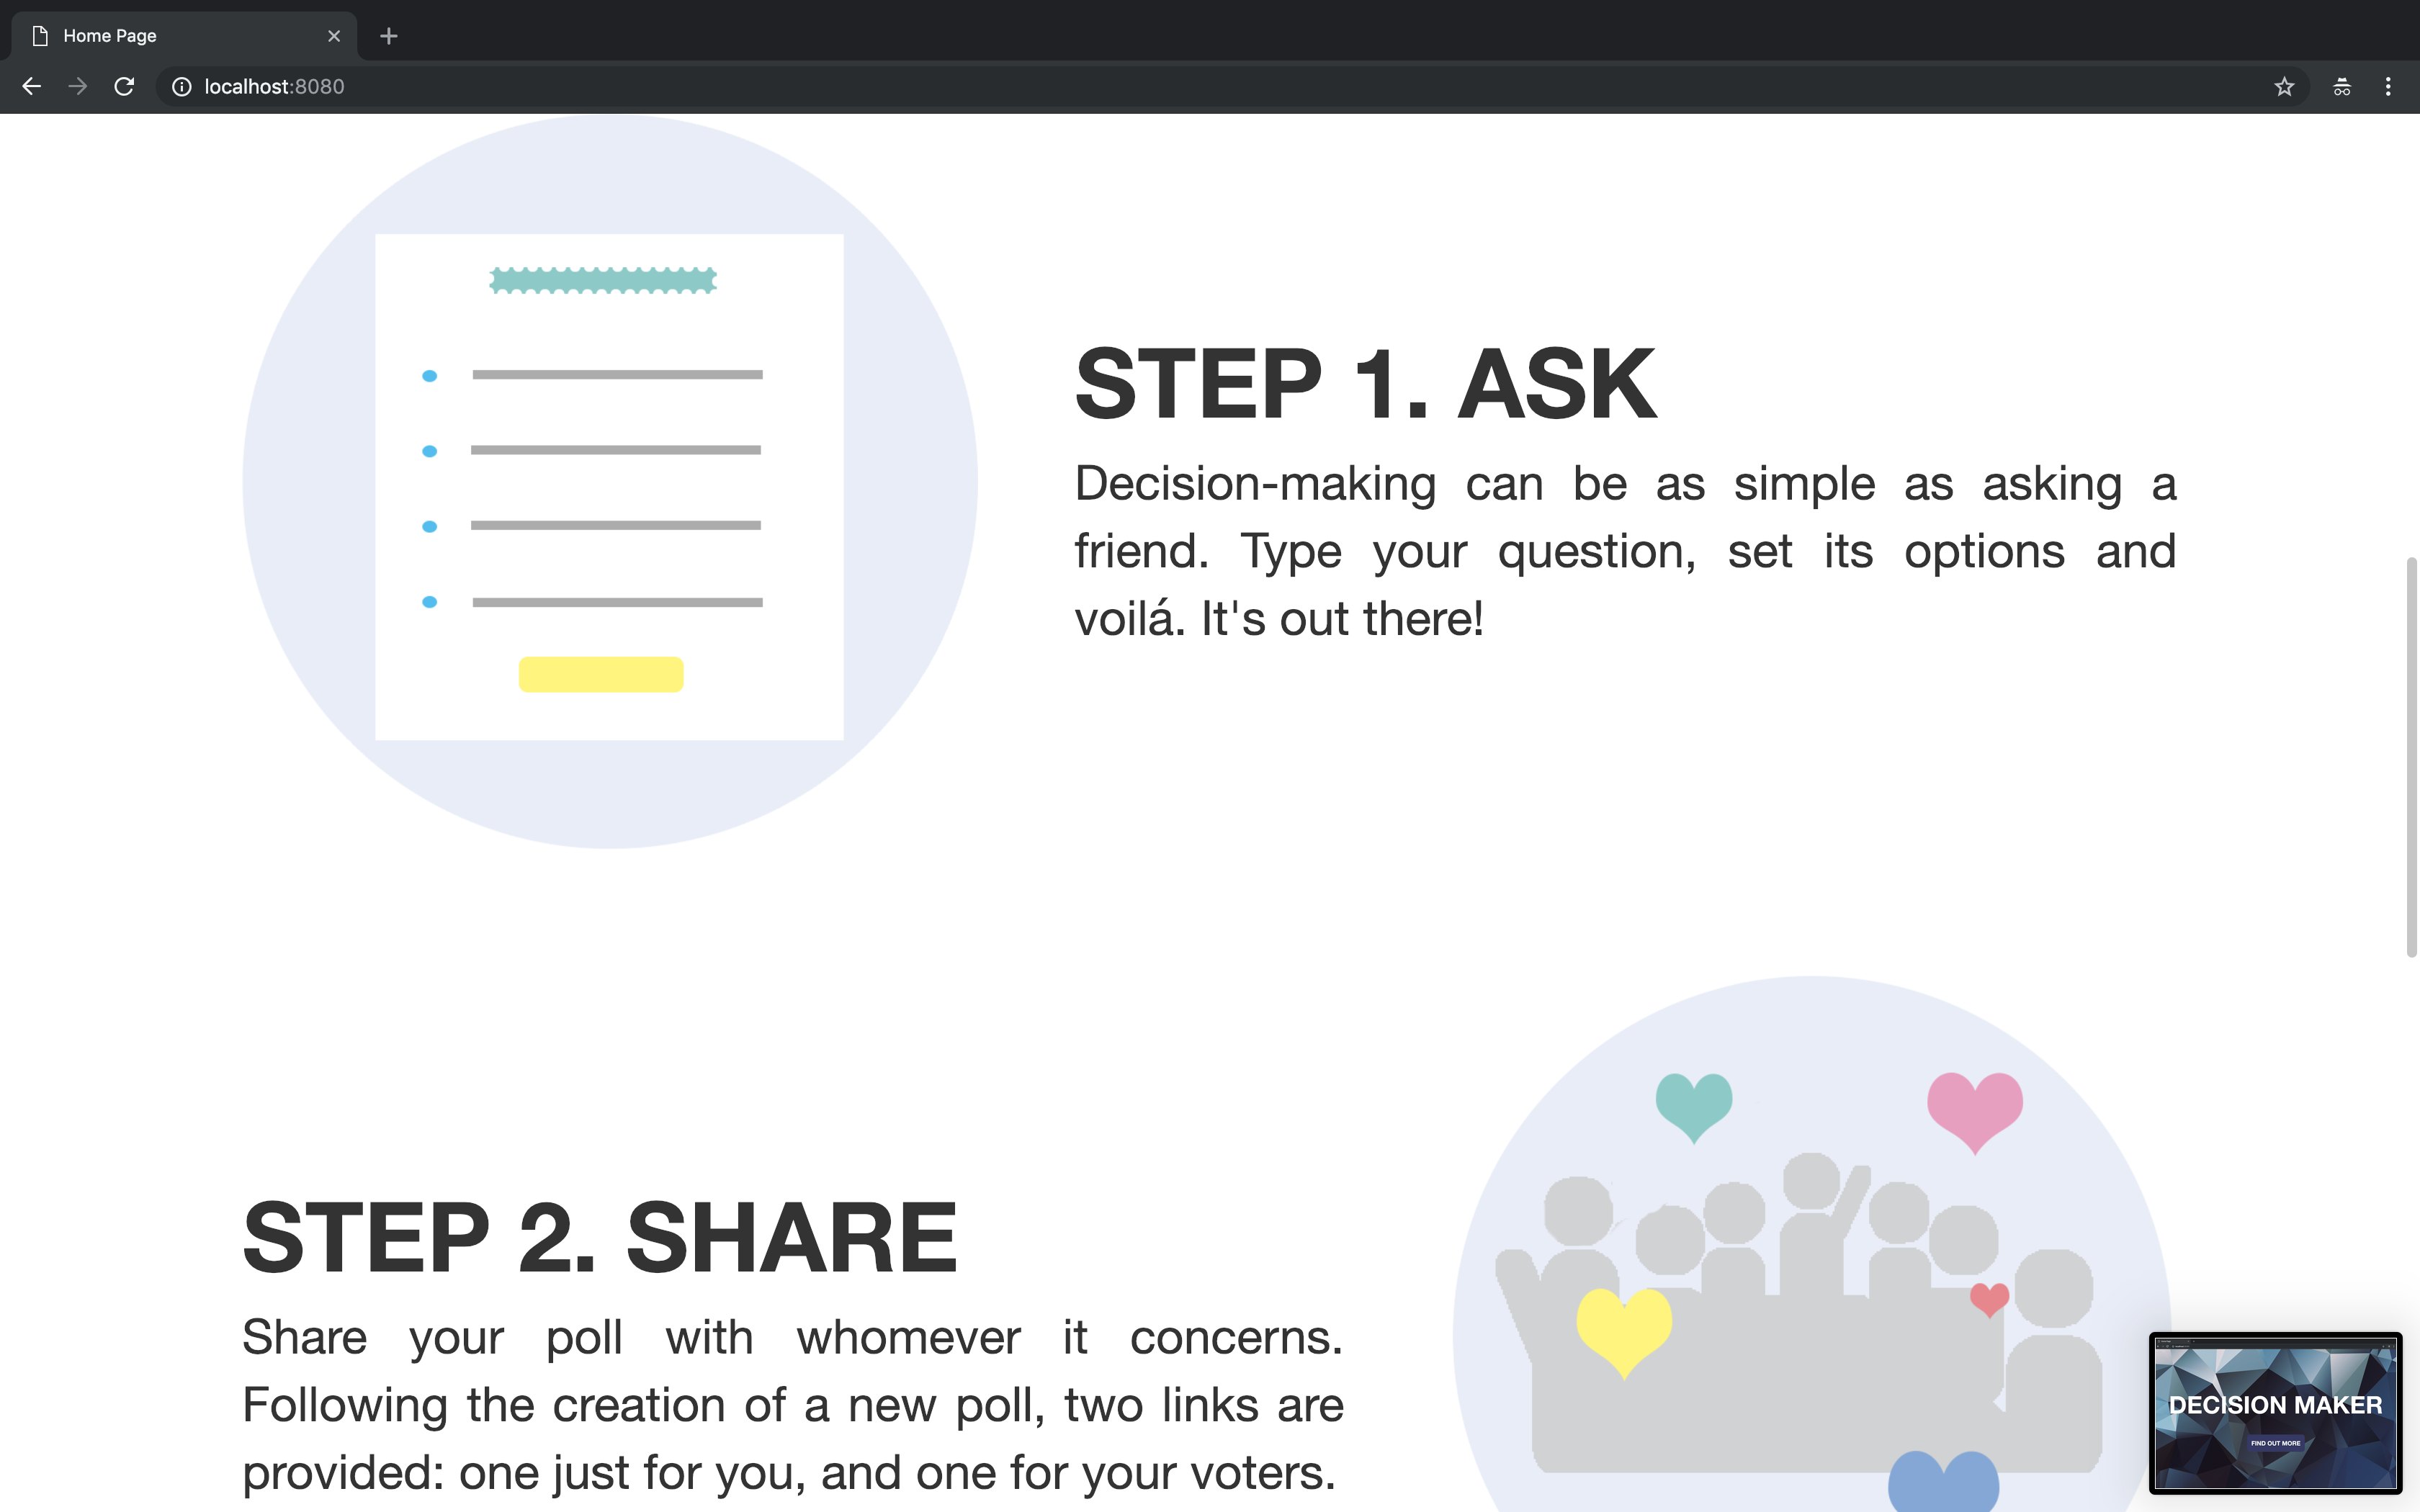 Home Page
localhost:8080
STEP 1. ASK
Decision-making can be as simple as asking a
friend. Type your question, set its options and
voilá. It's out there!
STEP 2. SHARE
Share your poll with whomever it concerns.
Following the creation of a new poll, two links are
provided: one just for you, and one for your voters.
DECISION MAKER
FIND OUT MORE